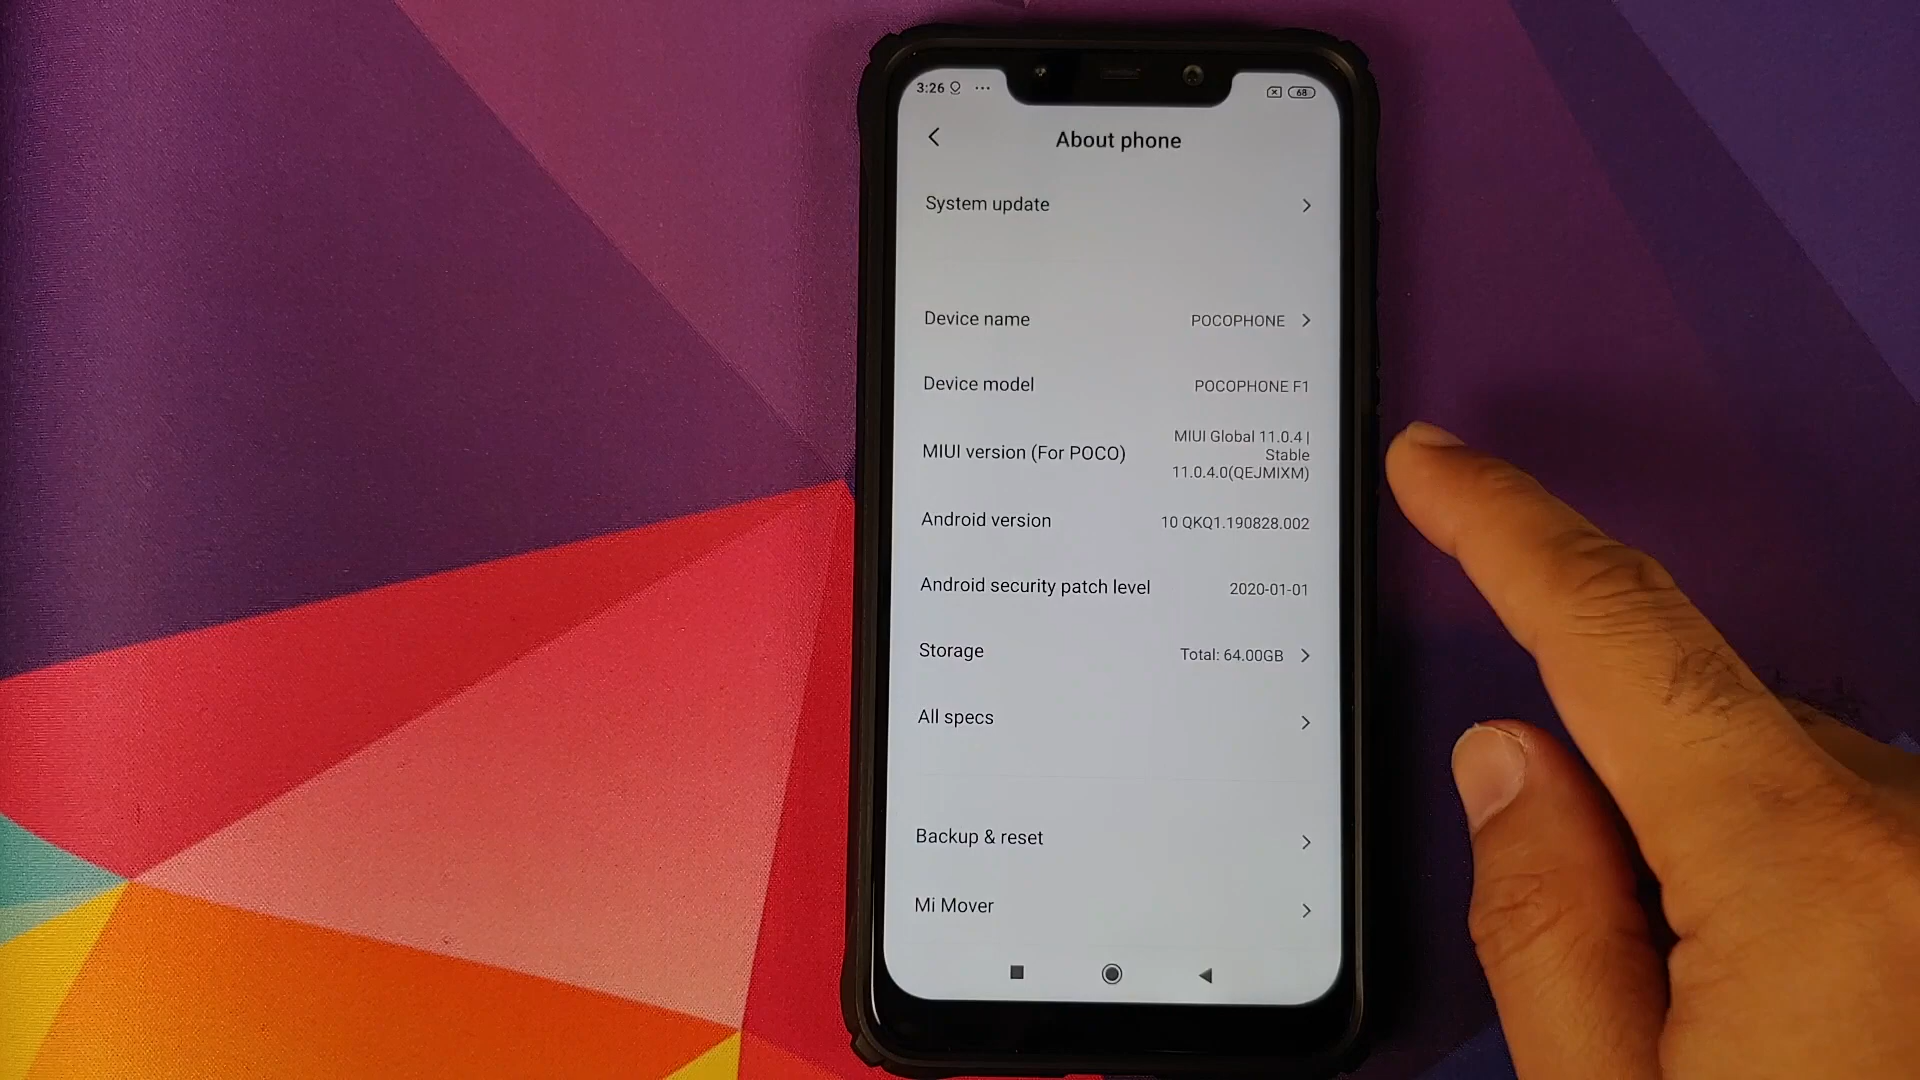 3:26 ... 68
About phone
System update
Device name POCOPHONE
Device model POCOPHONE F1
MIUI version (For POCO) MIUI Global 11.0.4 |
Stable
11.0.4.0(QEJMIXM)
Android version 10 QKQ1.190828.002
Android security patch level 2020-01-01
Storage Total: 64.00GB
All specs
Backup & reset
Mi Mover